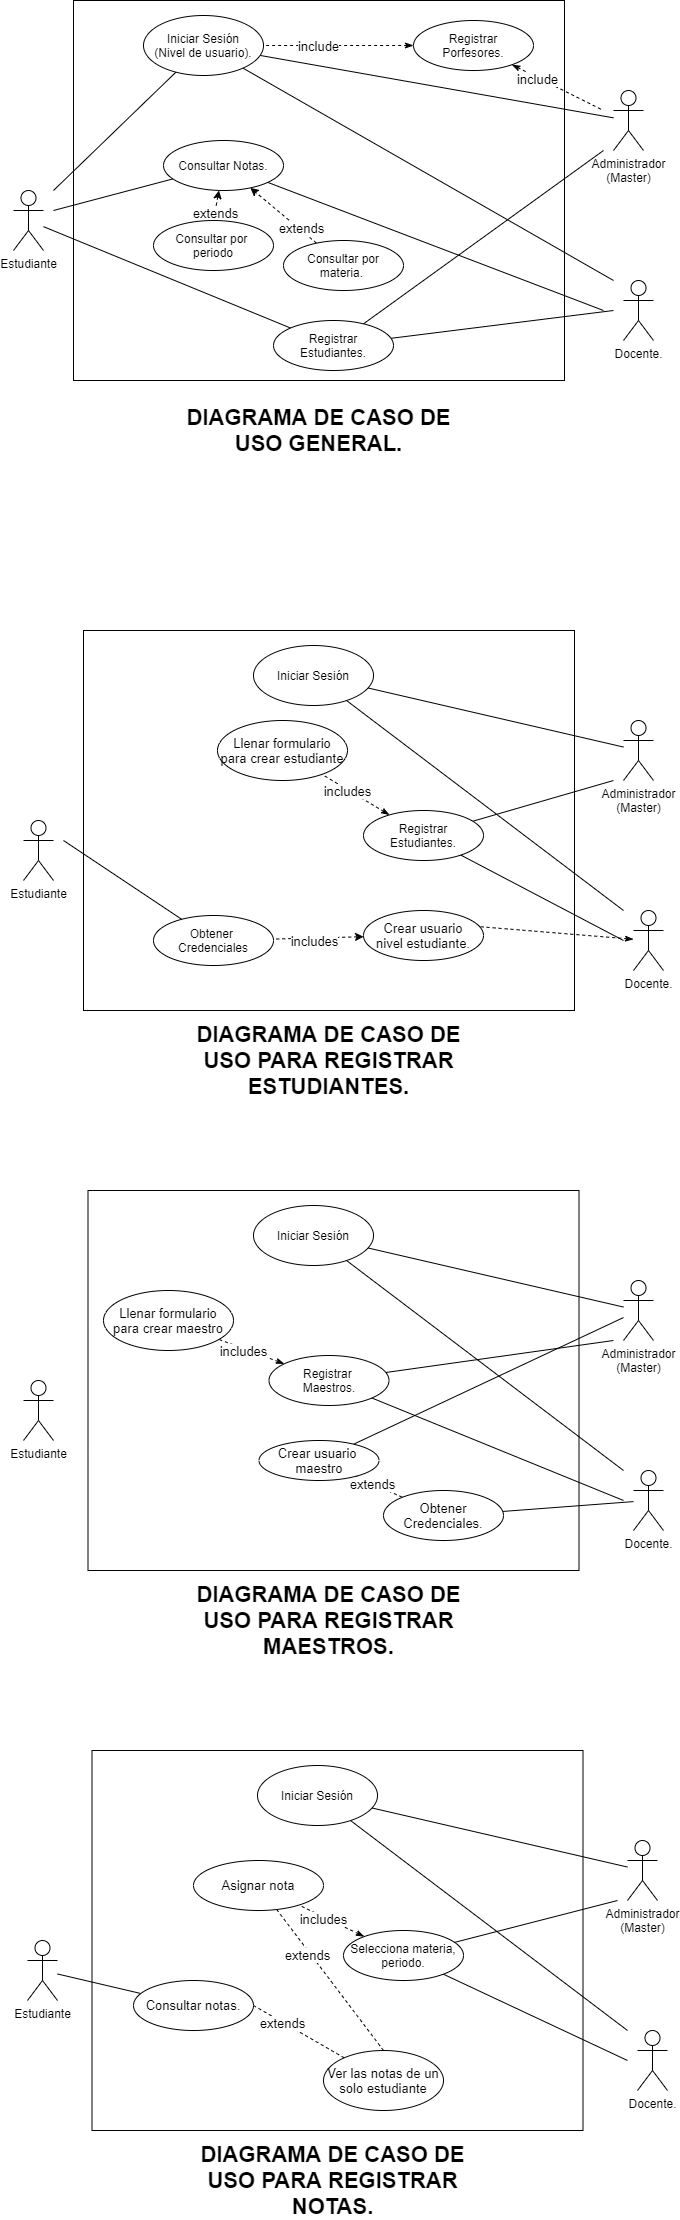 Iniciar Sesión
(Nivel de usuario).
include
Registrar
Porfesores.
include
Administrador
(Master)
Consultar Notas.
extends
Consultar por
periodo
extends
Consultar por
materia.
Estudiante
Registrar
Estudiantes.
Docente.
DIAGRAMA DE CASO DE
USO GENERAL.
Iniciar Sesión
Llenar formulario
para crear estudiante
includes
Administrador
(Master)
Registrar
Estudiantes.
Estudiante
Obtener
Credenciales
includes
Crear usuario
nivel estudiante.
Docente.
DIAGRAMA DE CASO DE
USO PARA REGISTRAR
ESTUDIANTES.
Iniciar Sesión
Llenar formulario
para crear maestro
includes
Administrador
(Master)
Registrar
Maestros.
Estudiante
Crear usuario
maestro
extends
Obtener
Credenciales.
Docente.
DIAGRAMA DE CASO DE
USO PARA REGISTRAR
MAESTROS.
Iniciar Sesión
Asignar nota
includes
Administrador
(Master)
Selecciona materia,
periodo.
extends
Estudiante
Consultar notas.
extends
Ver las notas de un
solo estudiante
Docente.
DIAGRAMA DE CASO DE
USO PARA REGISTRAR
NOTAS.